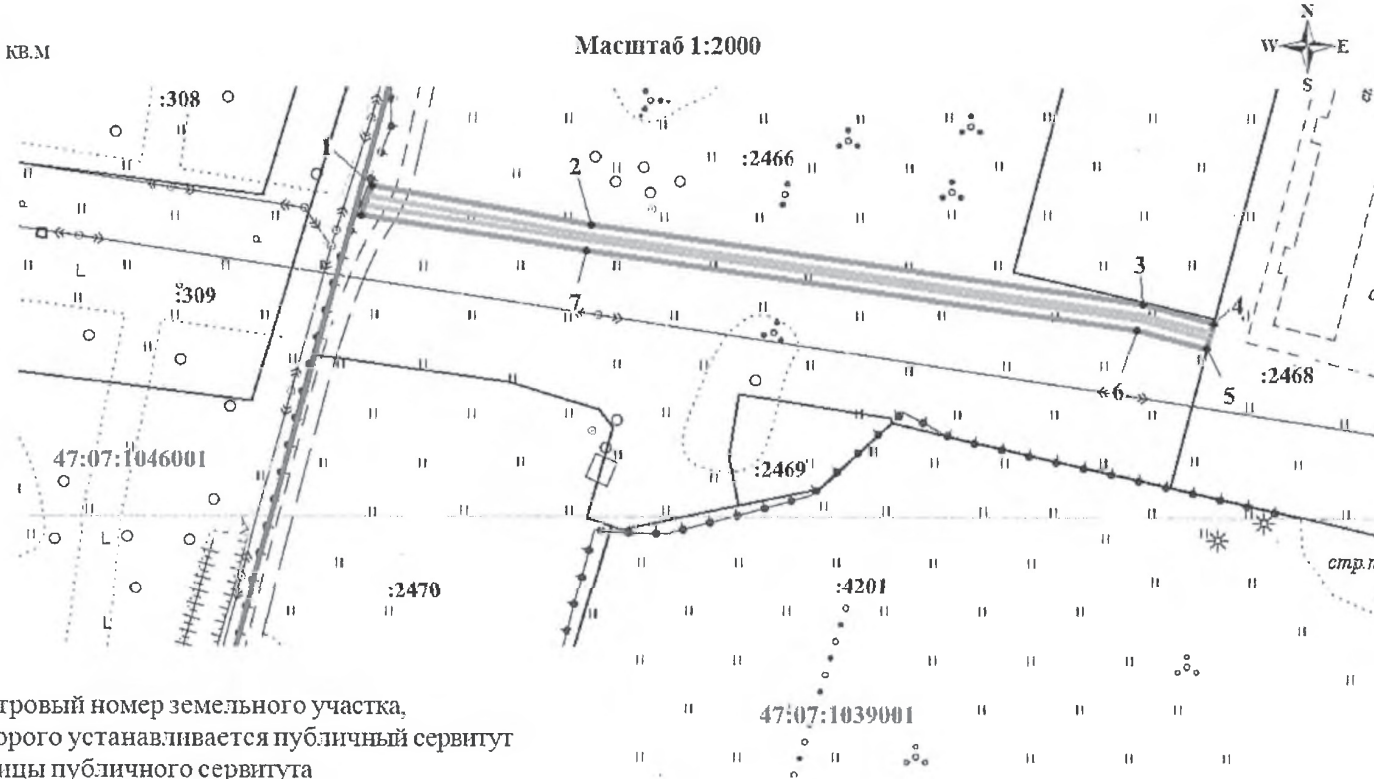 КВ.М
Масштаб 1:2000
N
W E
S
:308
1
2
:2466
3
4
:309
7
6
5
:2468
47:07:1046001
:2469
:2470
:4201
стр.п
47:07:1039001
тровый номер земельного участка,
орого устанавливается публичный сервитут
ицы публичного сервитута